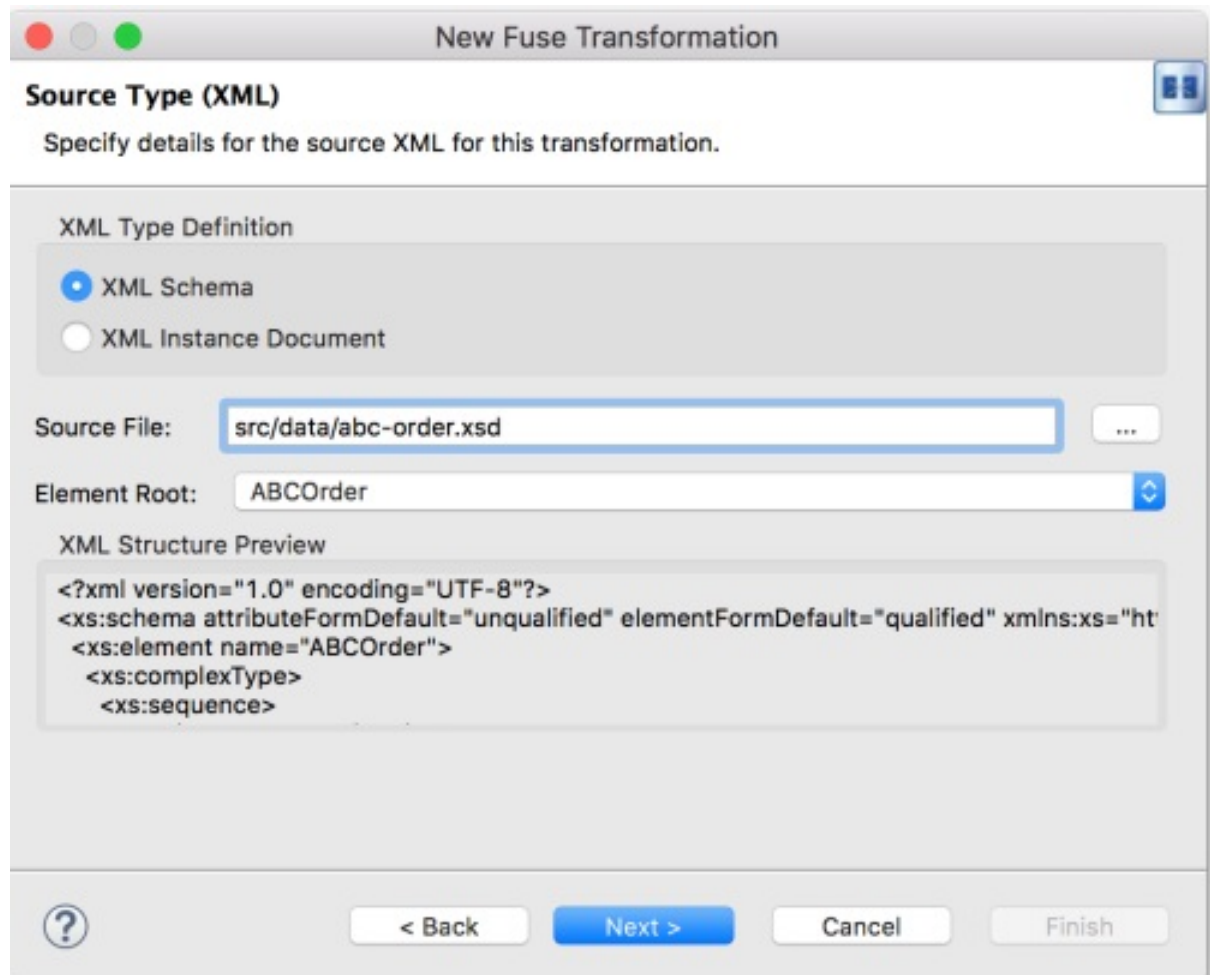 New Fuse Transformation
Source Type (XML)
Specify details for the source XML for this transformation.
XML Type Definition
XML Schema
XML Instance Document
Source File: src/data/abc-order.xsd ...
Element Root: ABCOrder
XML Structure Preview
<?xml version="1.0" encoding="UTF-8"?>
<xs:schema attributeFormDefault="unqualified" elementFormDefault="qualified" xmlns:xs="ht
<xs:element name="ABCOrder">
<xs:complexType>
<xs:sequence>
? < Back Next > Cancel Finish